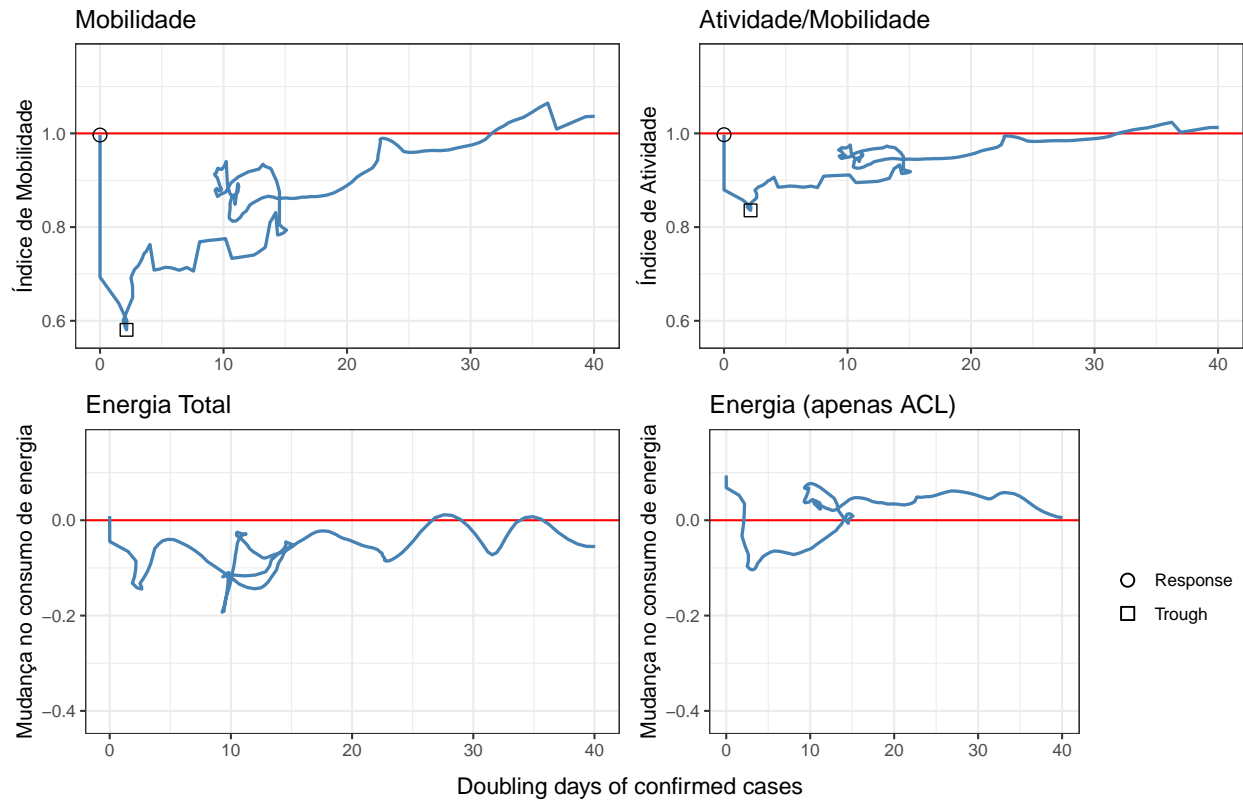 Mobilidade
Índice de Mobilidade
1.0
0.8
0.6
0
10
20
30
40
Atividade/Mobilidade
Índice de Atividade
1.0
0.8
0.6
0
10
20
30
40
Energia Total
Mudança no consumo de energia
0.0
−0.2
−0.4
0
10
20
30
40
Energia (apenas ACL)
Mudança no consumo de energia
0.0
−0.2
−0.4
0
10
20
30
40
Response
Trough
Doubling days of confirmed cases